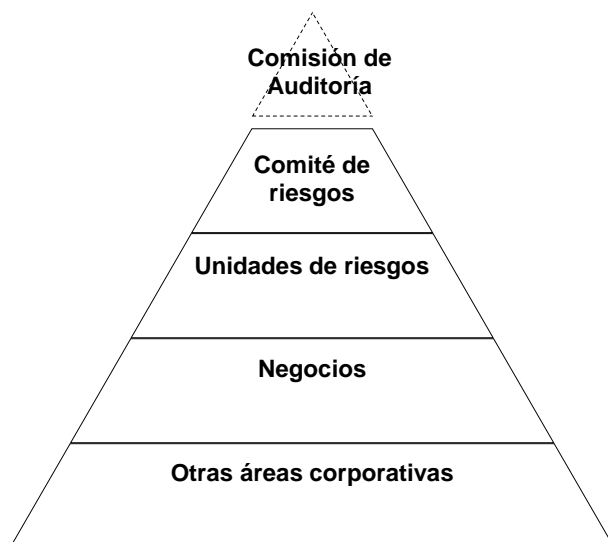 Comisión de
Auditoría
Comité de
riesgos
Unidades de riesgos
Negocios
Otras áreas corporativas